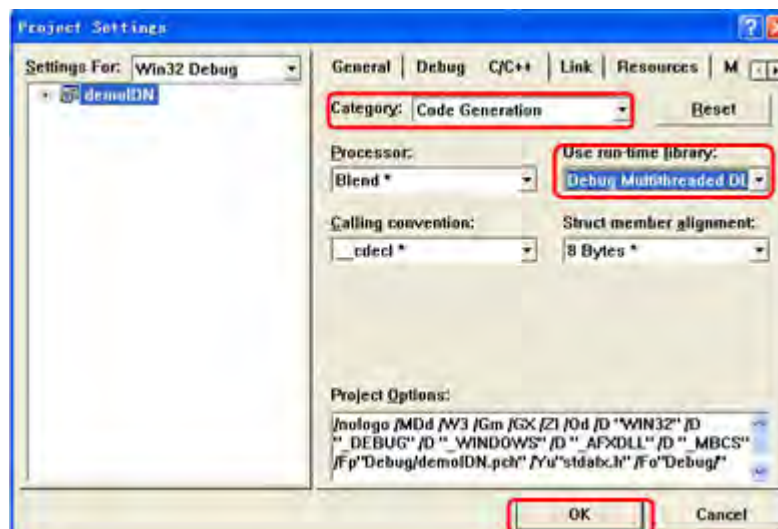 Project Settings
Settings For: Win32 Debug
demoIDN
General Debug C/C++ Link Resources M
Category: Code Generation
Reset
Processor:
Use run-time library:
Blend *
Debug Multithreaded DL
Calling convention:
Struct member alignment:
__cdecl *
8 Bytes *
Project Options:
/nologo /MDd /W3 /Gm /GX /ZI /Od /D "WIN32" /D
"_DEBUG" /D "_WINDOWS" /D "_AFXDLL" /D "_MBCS"
/Fp"Debug/demoIDN.pch" /Yu"stdafx.h" /Fo"Debug/"
OK
Cancel